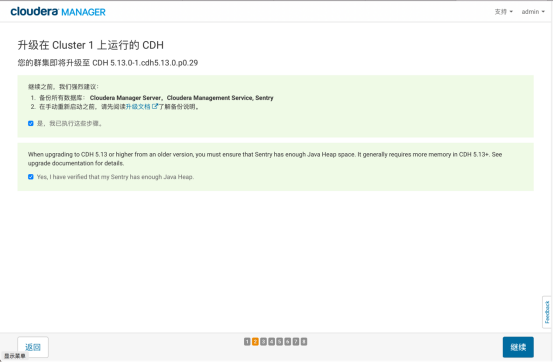 cloudera MANAGER
支持 admin
升级在 Cluster 1 上运行的 CDH
您的群集即将升级至 CDH 5.13.0-1.cdh5.13.0.p0.29
继续之前，我们强烈建议：
1. 备份所有数据库： Cloudera Manager Server，Cloudera Management Service, Sentry
2. 在手动重新启动之前，请先阅读升级文档了解备份说明。
是，我已执行这些步骤。
When upgrading to CDH 5.13 or higher from an older version, you must ensure that Sentry has enough Java Heap space. It generally requires more memory in CDH 5.13+. See
upgrade documentation for details.
Yes, I have verified that my Sentry has enough Java Heap.
Feedback
返回 1 2 3 4 5 6 7 8 继续
显示菜单